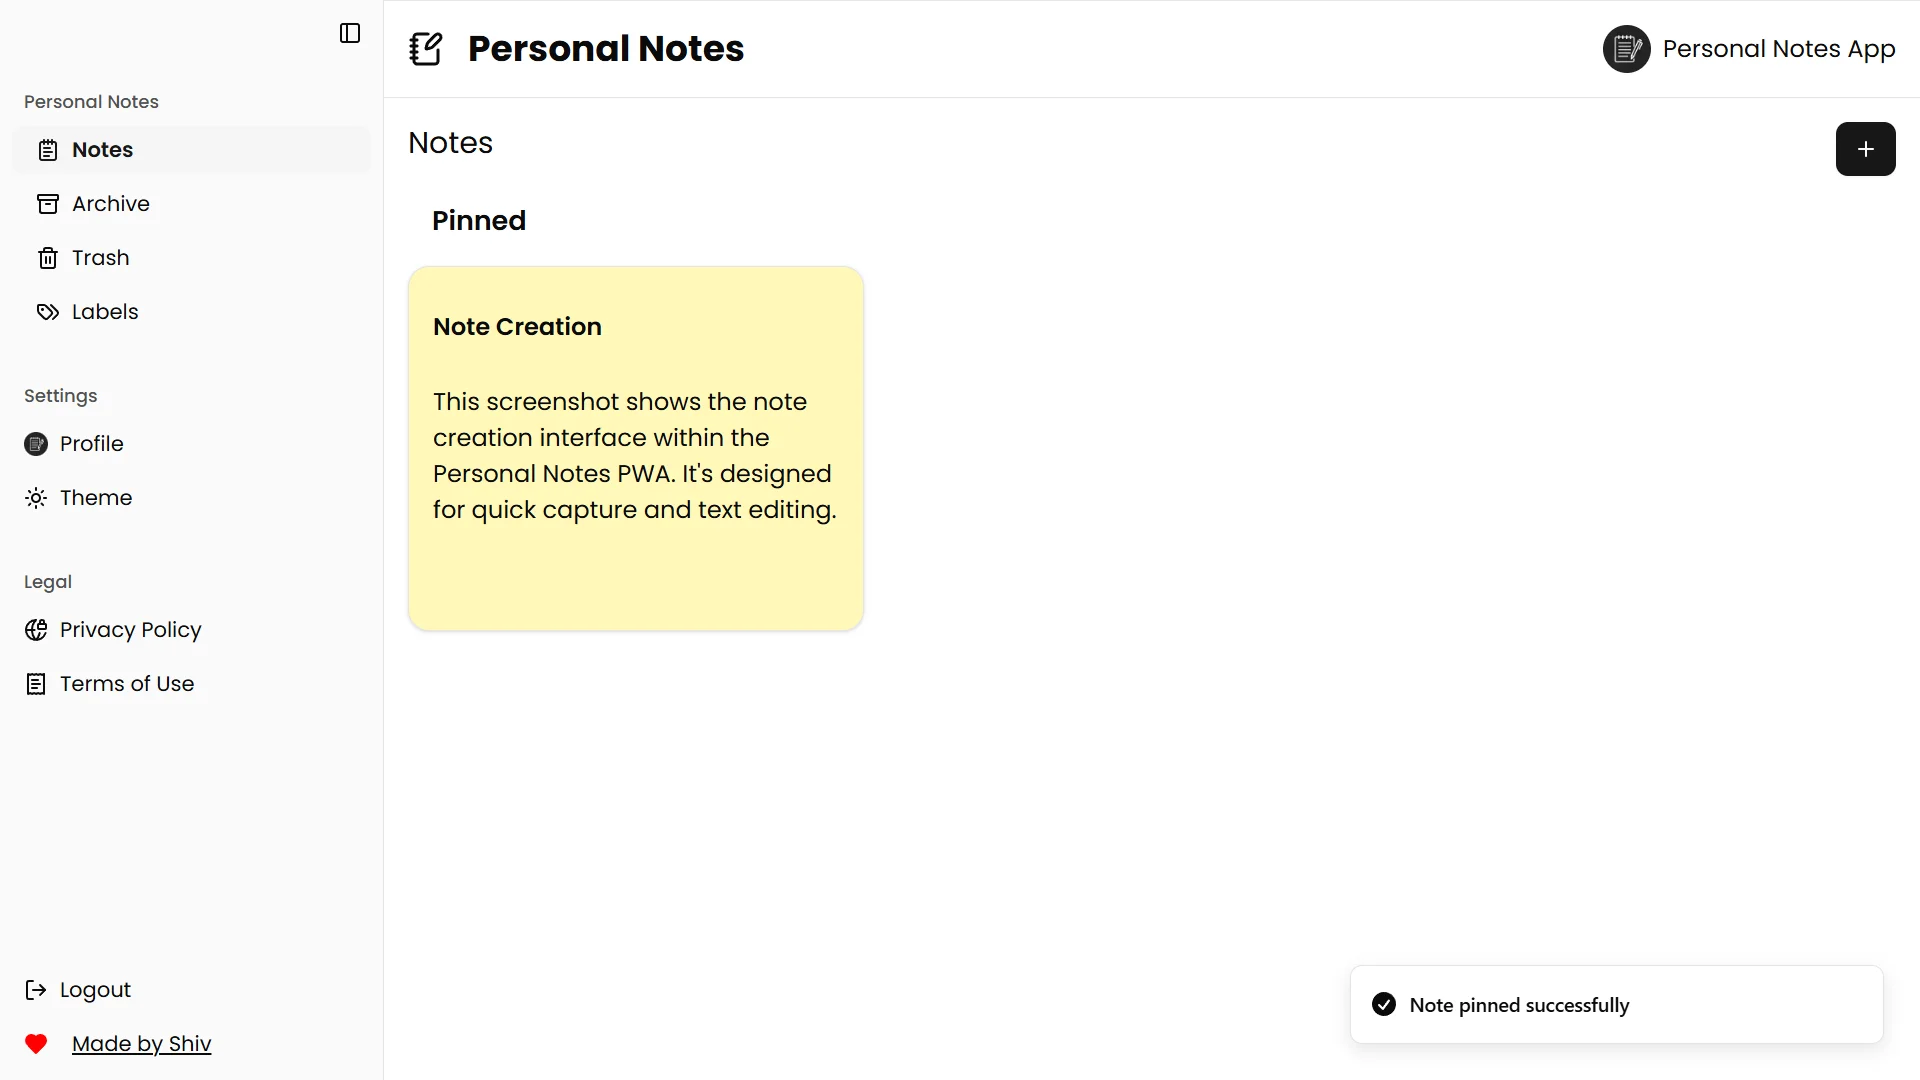 Personal Notes
Notes
Archive
Trash
Labels
Settings
Profile
Theme
Legal
Privacy Policy
Terms of Use
Logout
Made by Shiv
Personal Notes
Personal Notes App
Notes
Pinned
Note Creation
This screenshot shows the note
creation interface within the
Personal Notes PWA. It's designed
for quick capture and text editing.
Note pinned successfully